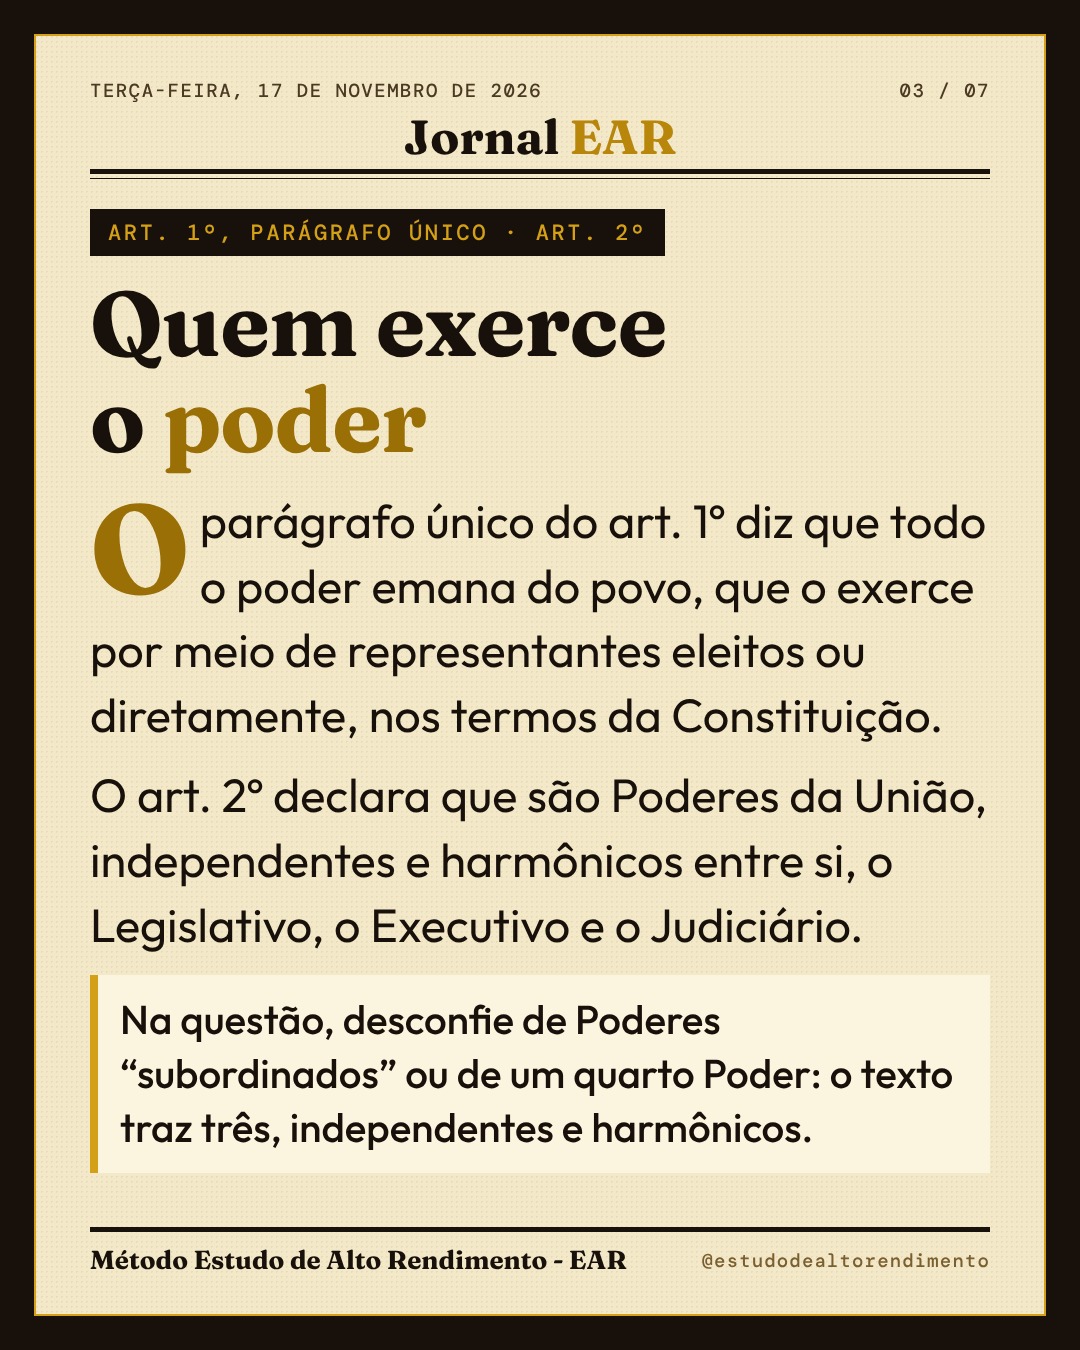 TERÇA-FEIRA, 17 DE NOVEMBRO DE 2026
03 / 07
Jornal EAR
ART. 1º, PARÁGRAFO ÚNICO · ART. 2º
Quem exerce
o poder
O parágrafo único do art. 1º diz que todo
o poder emana do povo, que o exerce
por meio de representantes eleitos ou
diretamente, nos termos da Constituição.
O art. 2º declara que são Poderes da União,
independentes e harmônicos entre si, o
Legislativo, o Executivo e o Judiciário.
Na questão, desconfie de Poderes
“subordinados” ou de um quarto Poder: o texto
traz três, independentes e harmônicos.
Método Estudo de Alto Rendimento - EAR
@estudodealtorendimento